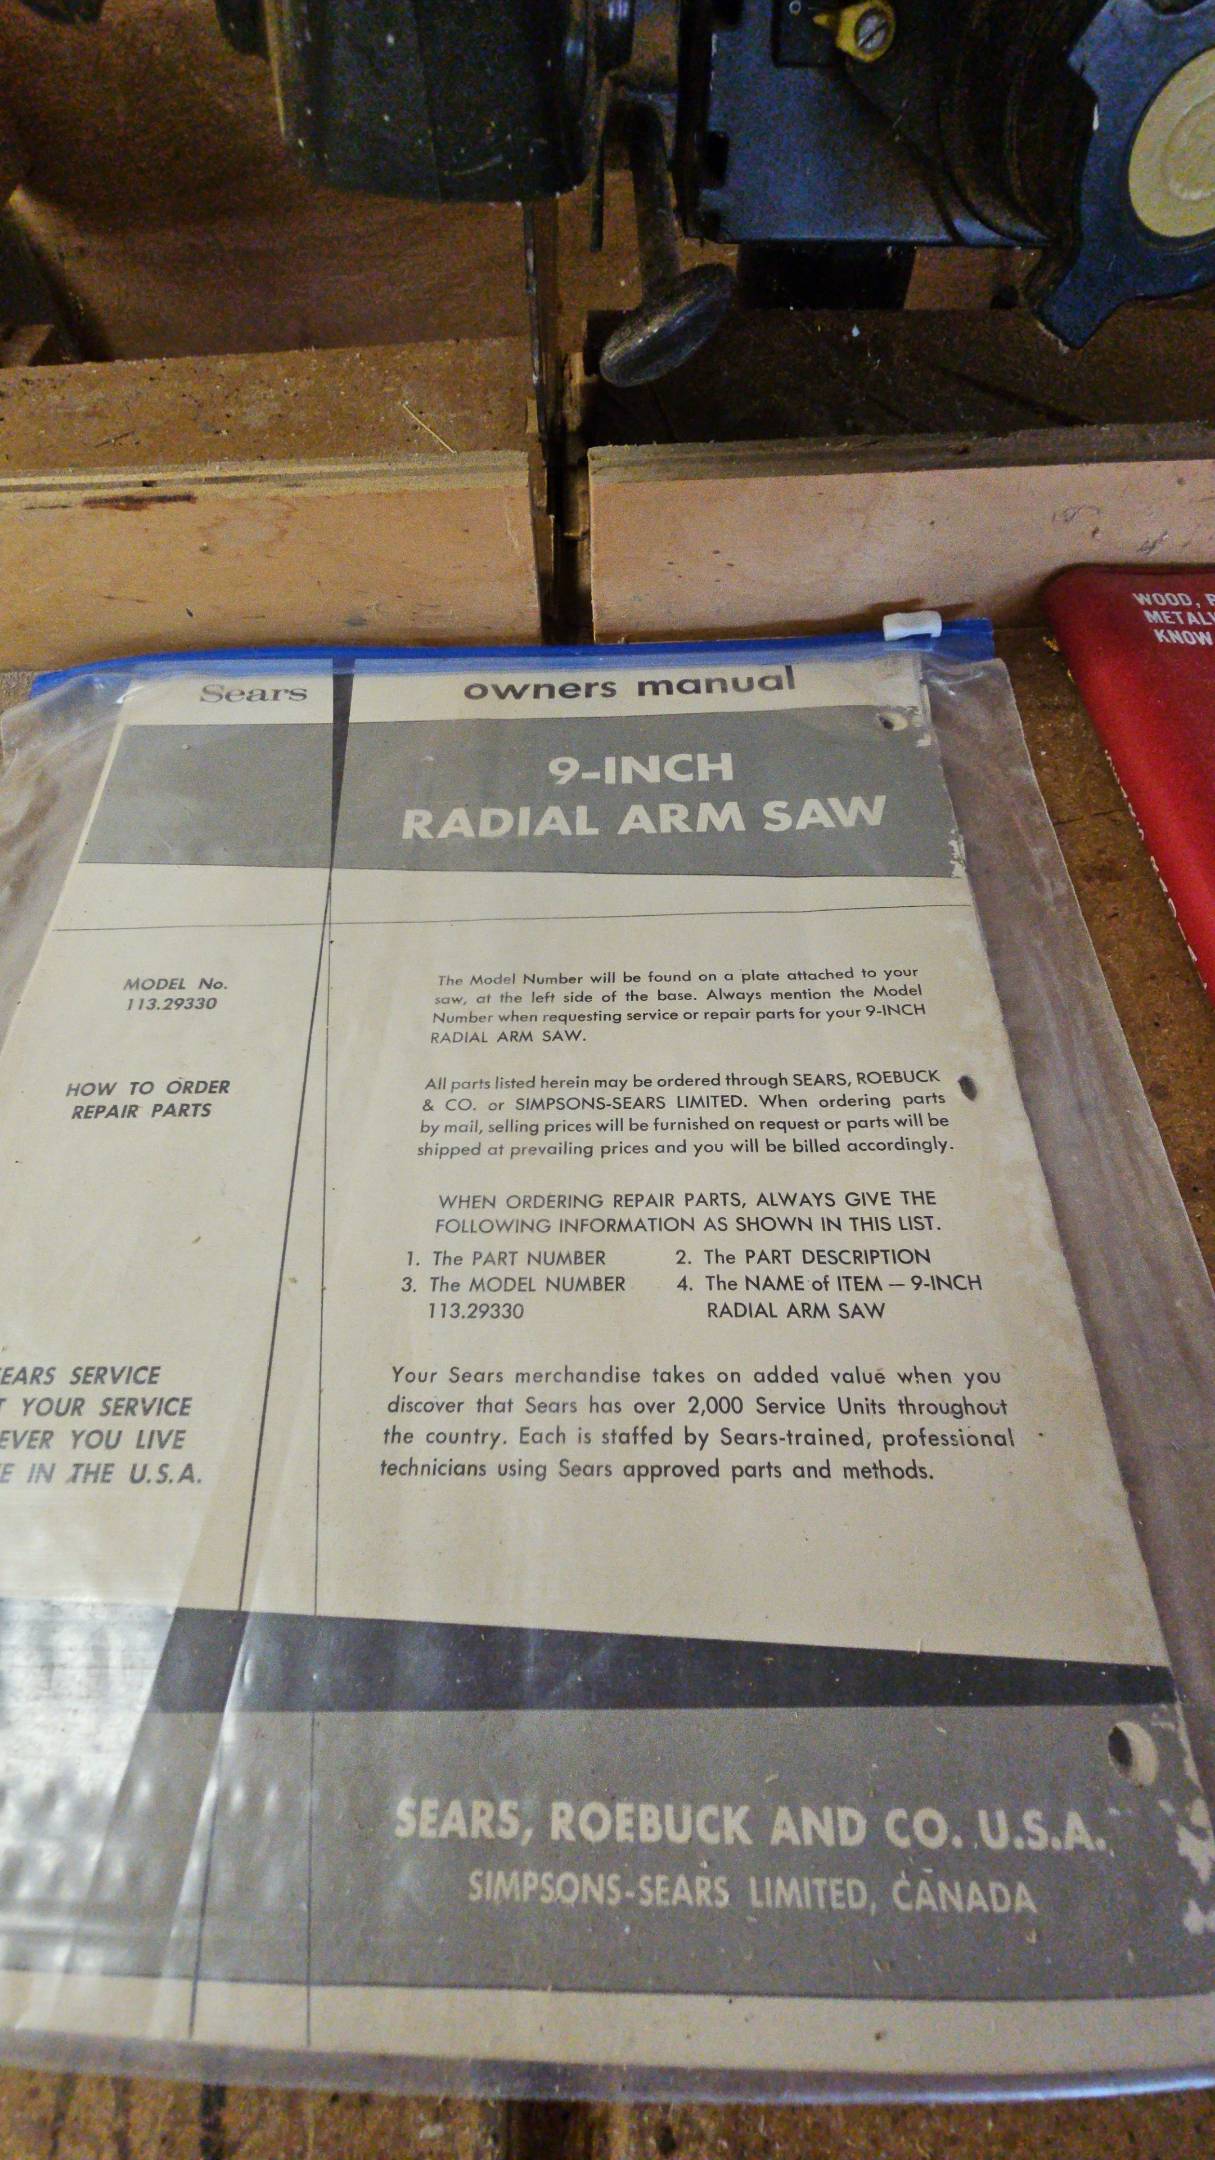 WOOD,
METAL
KNOW
Sears
owners manual
9-INCH
RADIAL ARM SAW
MODEL No.
113.29330
The Model Number will be found on a plate attached to your
saw, at the left side of the base. Always mention the Model
Number when requesting service or repair parts for your 9-INCH
RADIAL ARM SAW.
HOW TO ORDER
REPAIR PARTS
All parts listed herein may be ordered through SEARS, ROEBUCK
& CO. or SIMPSONS-SEARS LIMITED. When ordering parts
by mail, selling prices will be furnished on request or parts will be
shipped at prevailing prices and you will be billed accordingly.
WHEN ORDERING REPAIR PARTS, ALWAYS GIVE THE
FOLLOWING INFORMATION AS SHOWN IN THIS LIST.
1. The PART NUMBER
2. The PART DESCRIPTION
3. The MODEL NUMBER
113.29330
4. The NAME of ITEM — 9-INCH
RADIAL ARM SAW
EARS SERVICE
T YOUR SERVICE
EVER YOU LIVE
E IN THE U.S.A.
Your Sears merchandise takes on added value when you
discover that Sears has over 2,000 Service Units throughout
the country. Each is staffed by Sears-trained, professional
technicians using Sears approved parts and methods.
SEARS, ROEBUCK AND CO. U.S.A.
SIMPSONS-SEARS LIMITED, CANADA